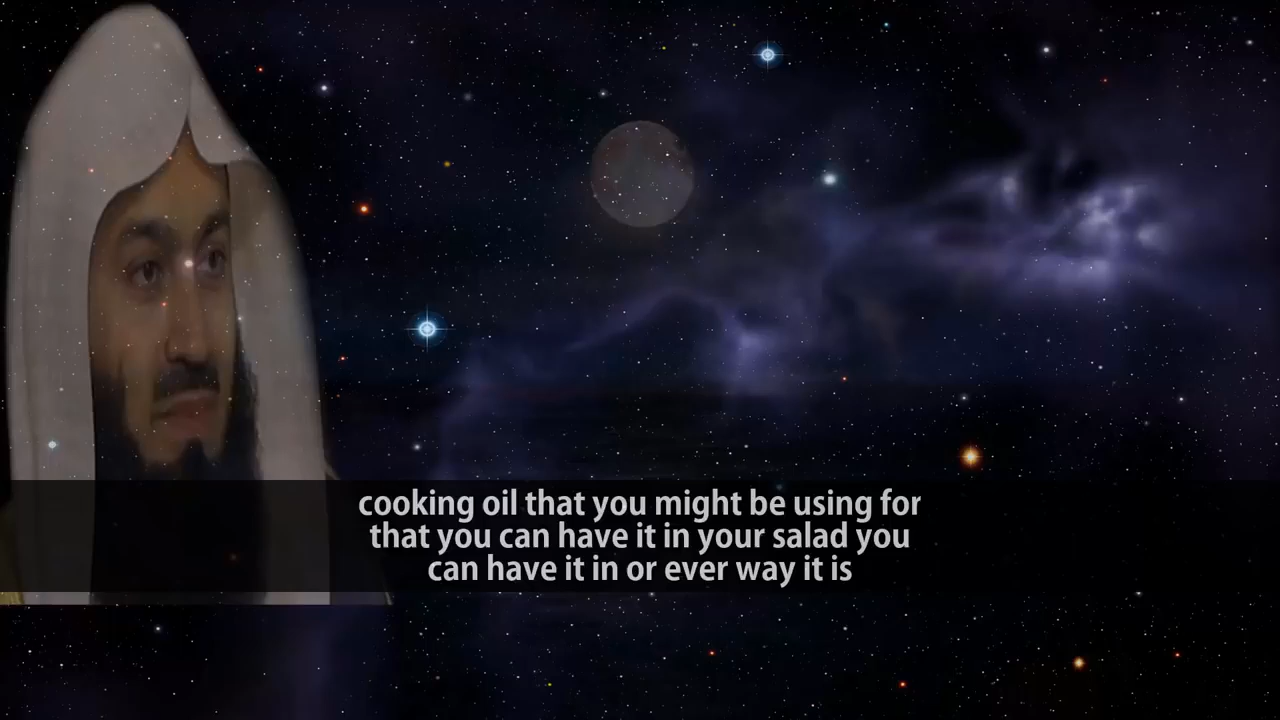 cooking oil that you might be using for
that you can have it in your salad you
can have it in or ever way it is